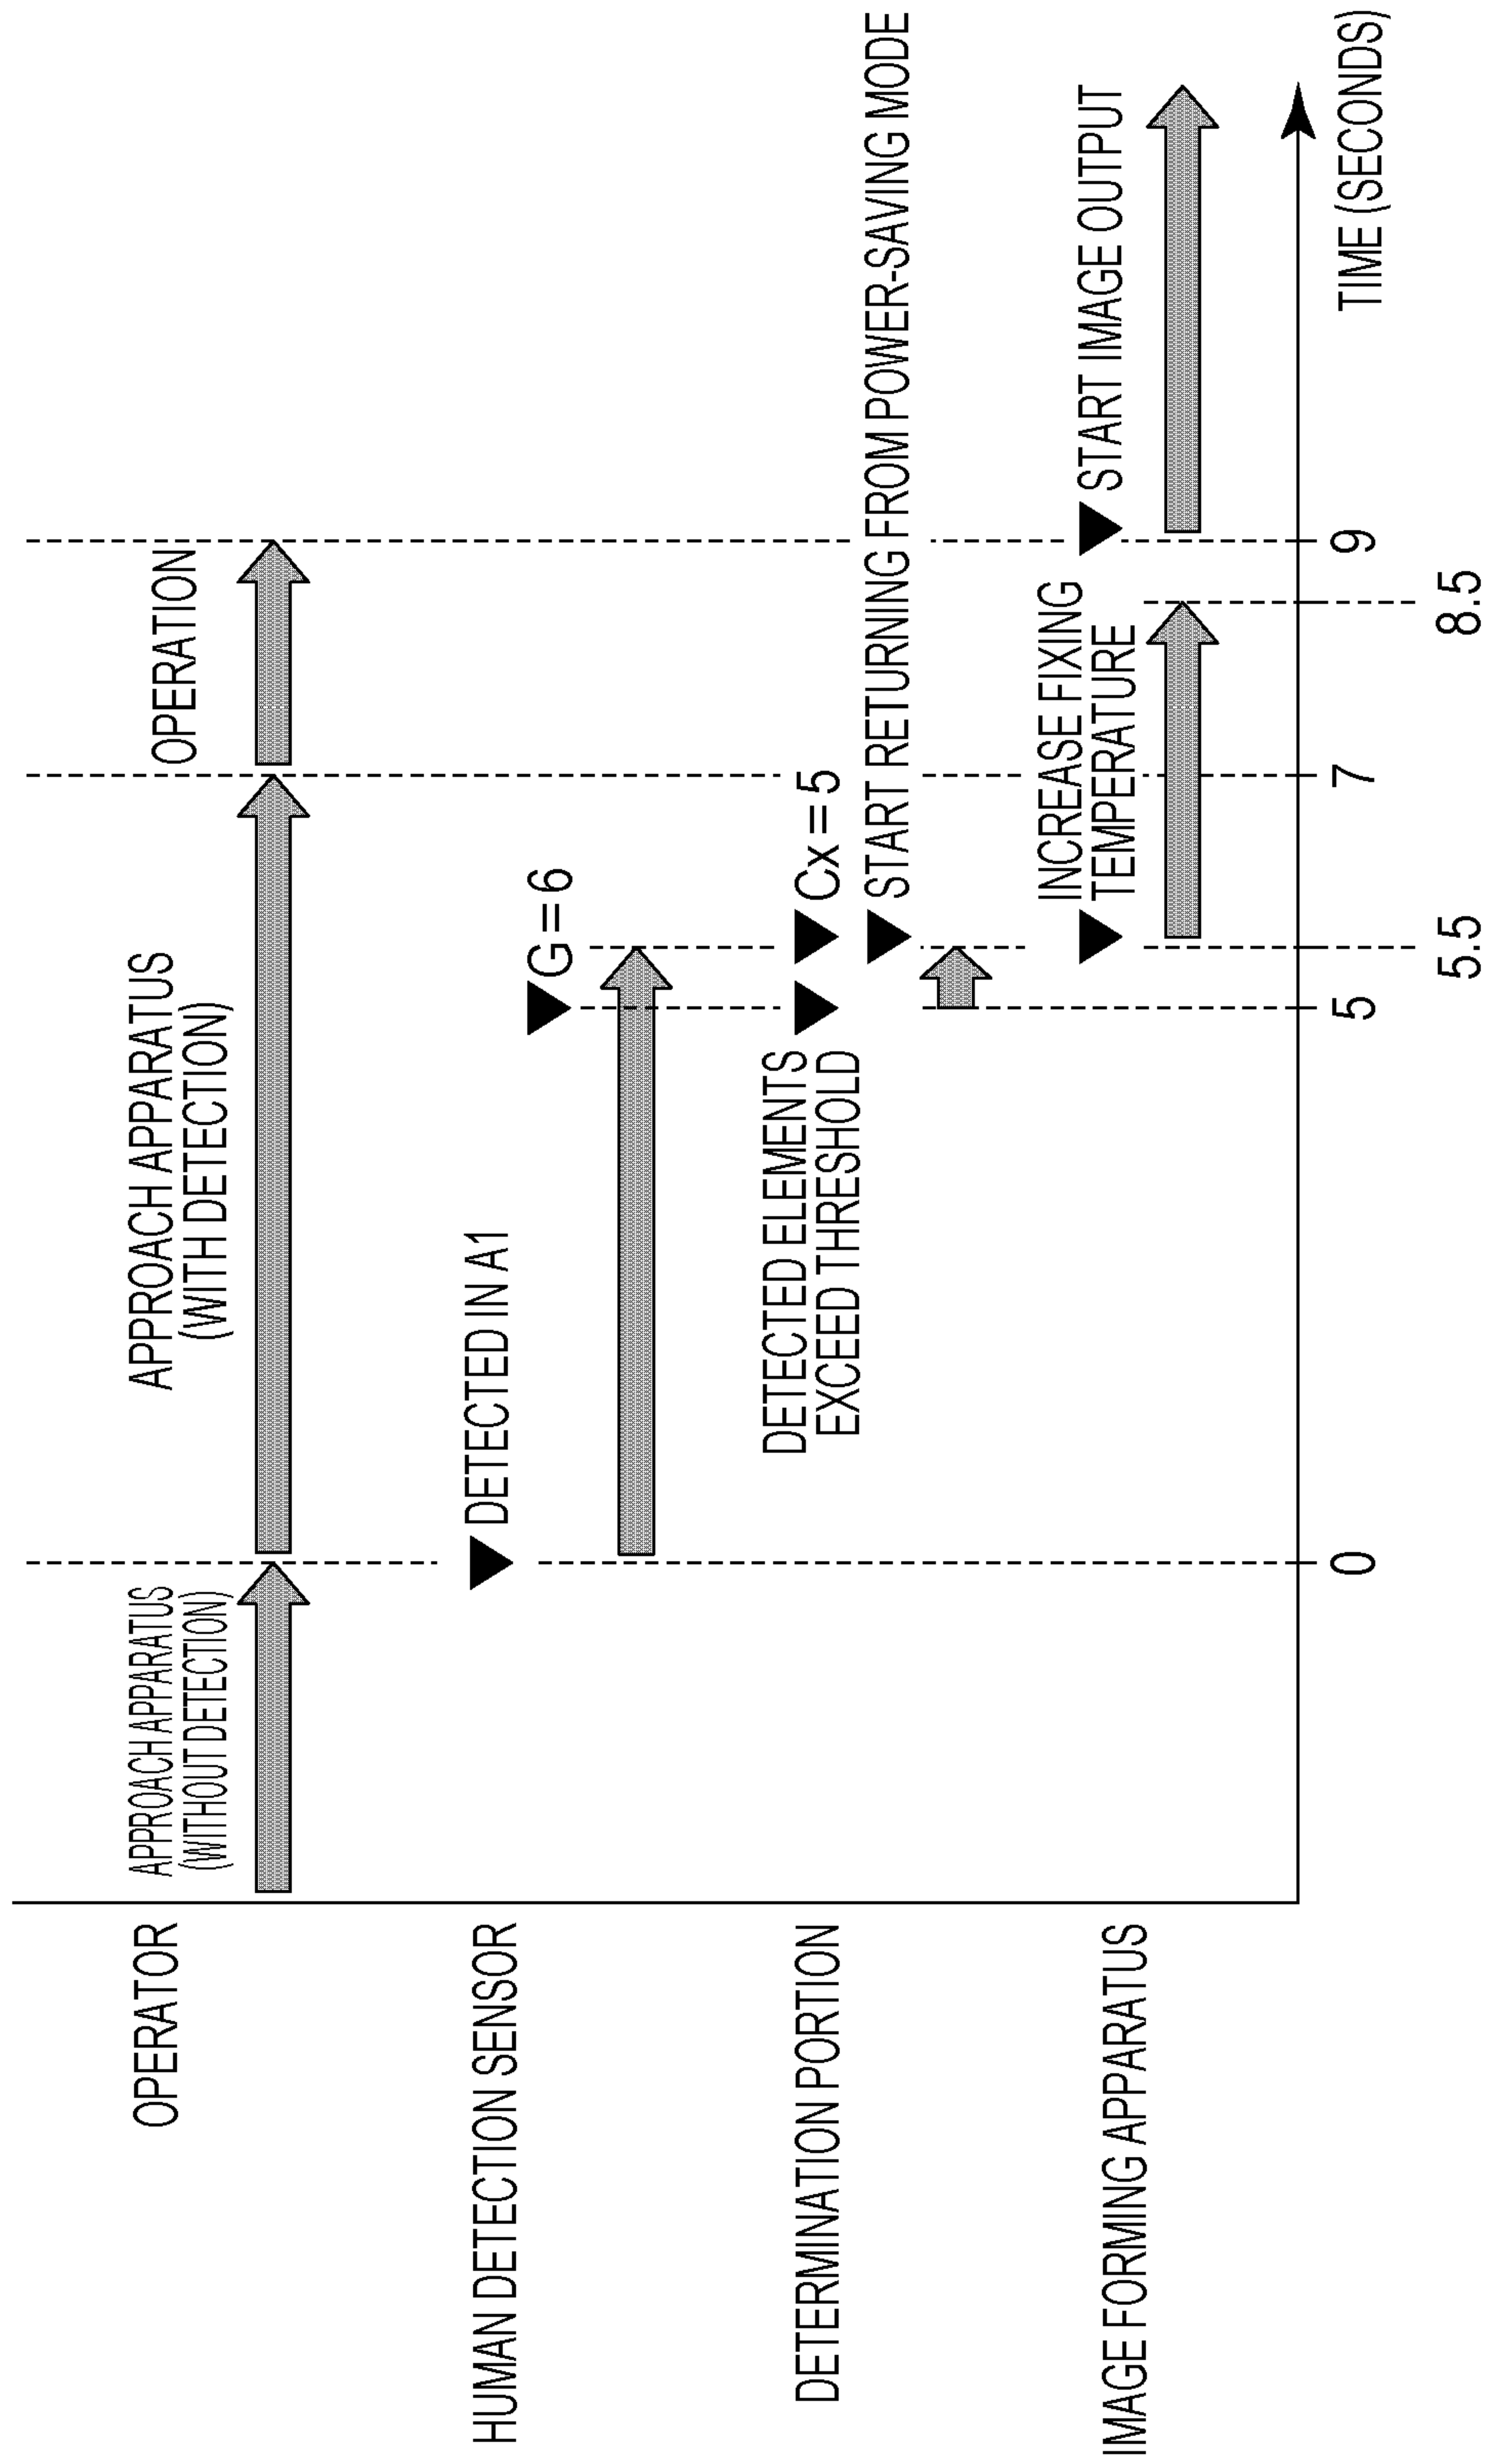 OPERATOR
APPROACH APPARATUS
(WITHOUT DETECTION)
APPROACH APPARATUS
(WITH DETECTION)
OPERATION
HUMAN DETECTION SENSOR
DETECTED IN A1
G = 6
DETERMINATION PORTION
DETECTED ELEMENTS
EXCEED THRESHOLD
Cx = 5
START RETURNING FROM POWER-SAVING MODE
IMAGE FORMING APPARATUS
INCREASE FIXING
TEMPERATURE
START IMAGE OUTPUT
0
5
5.5
7
8.5
9
TIME (SECONDS)